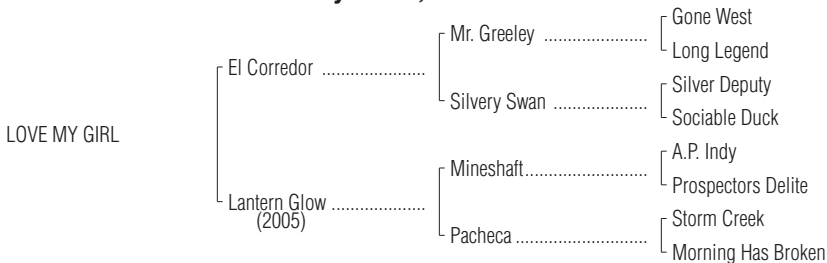 Gone West
Mr. Greeley ......................
Long Legend
El Corredor ......................
Silver Deputy
Silvery Swan ....................
Sociable Duck
LOVE MY GIRL
A.P. Indy
Mineshaft..........................
Prospectors Delite
Lantern Glow ....................
(2005)
Storm Creek
Pacheca ............................
Morning Has Broken